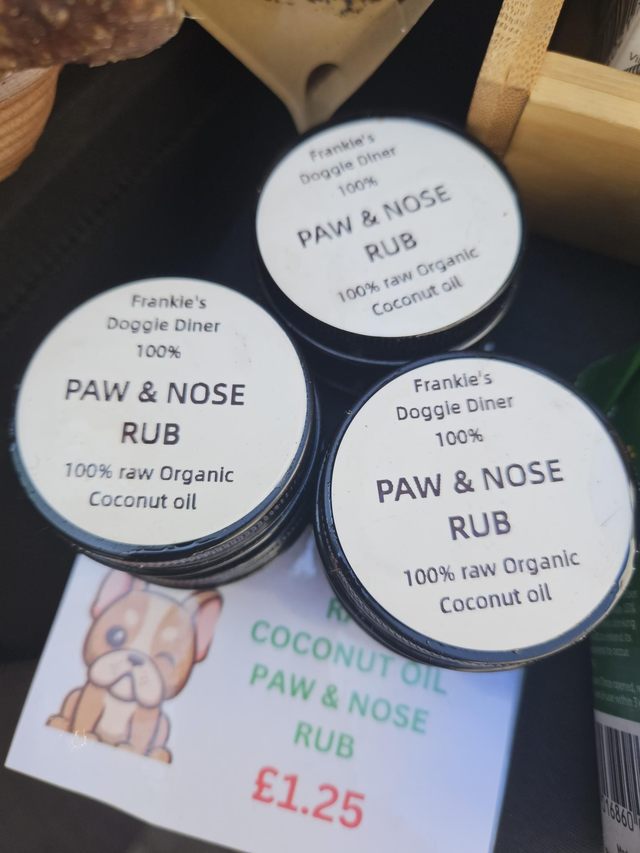 Frankie's
Doggie Diner
100%
PAW & NOSE
RUB
100% raw Organic
Coconut oil
Frankie's
Doggie Diner
100%
PAW & NOSE
RUB
100% raw Organic
Coconut oil
Frankie's
Doggie Diner
100%
PAW & NOSE
RUB
100% raw Organic
Coconut oil
COCONUT OIL
PAW & NOSE
RUB
£1.25